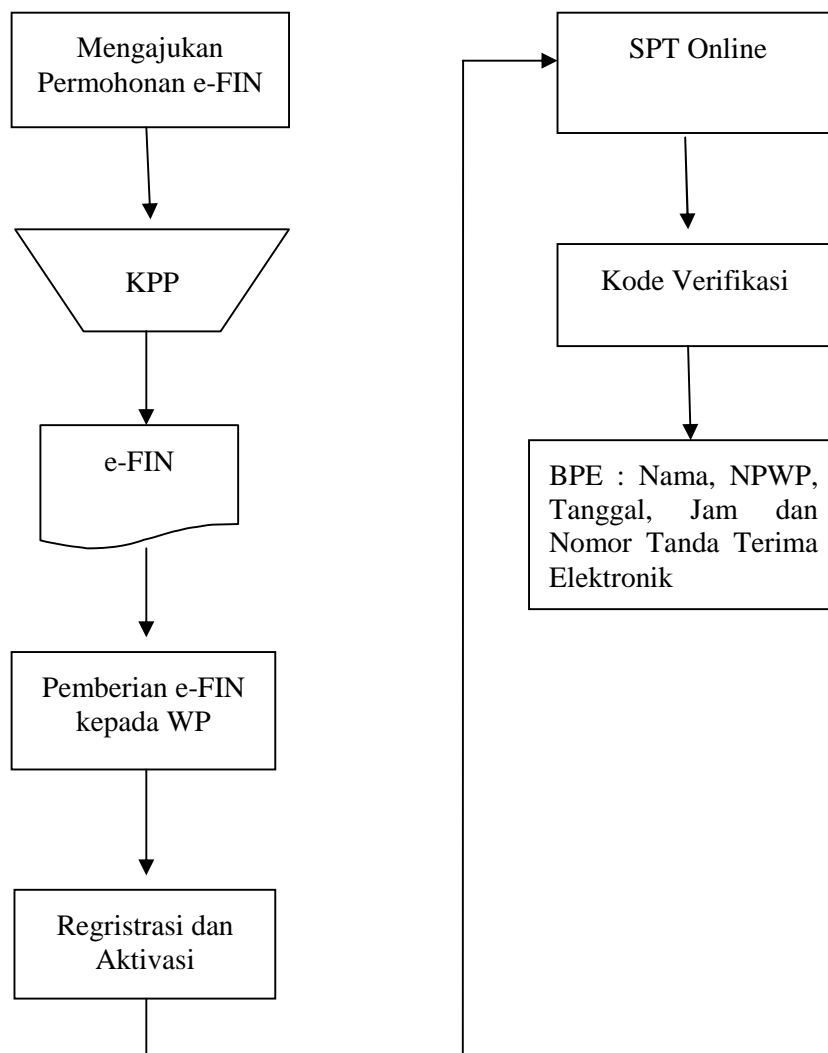 Mengajukan
Permohonan e-FIN
KPP
e-FIN
Pemberian e-FIN
kepada WP
Regristrasi dan
Aktivasi
SPT Online
Kode Verifikasi
BPE : Nama, NPWP,
Tanggal, Jam dan
Nomor Tanda Terima
Elektronik